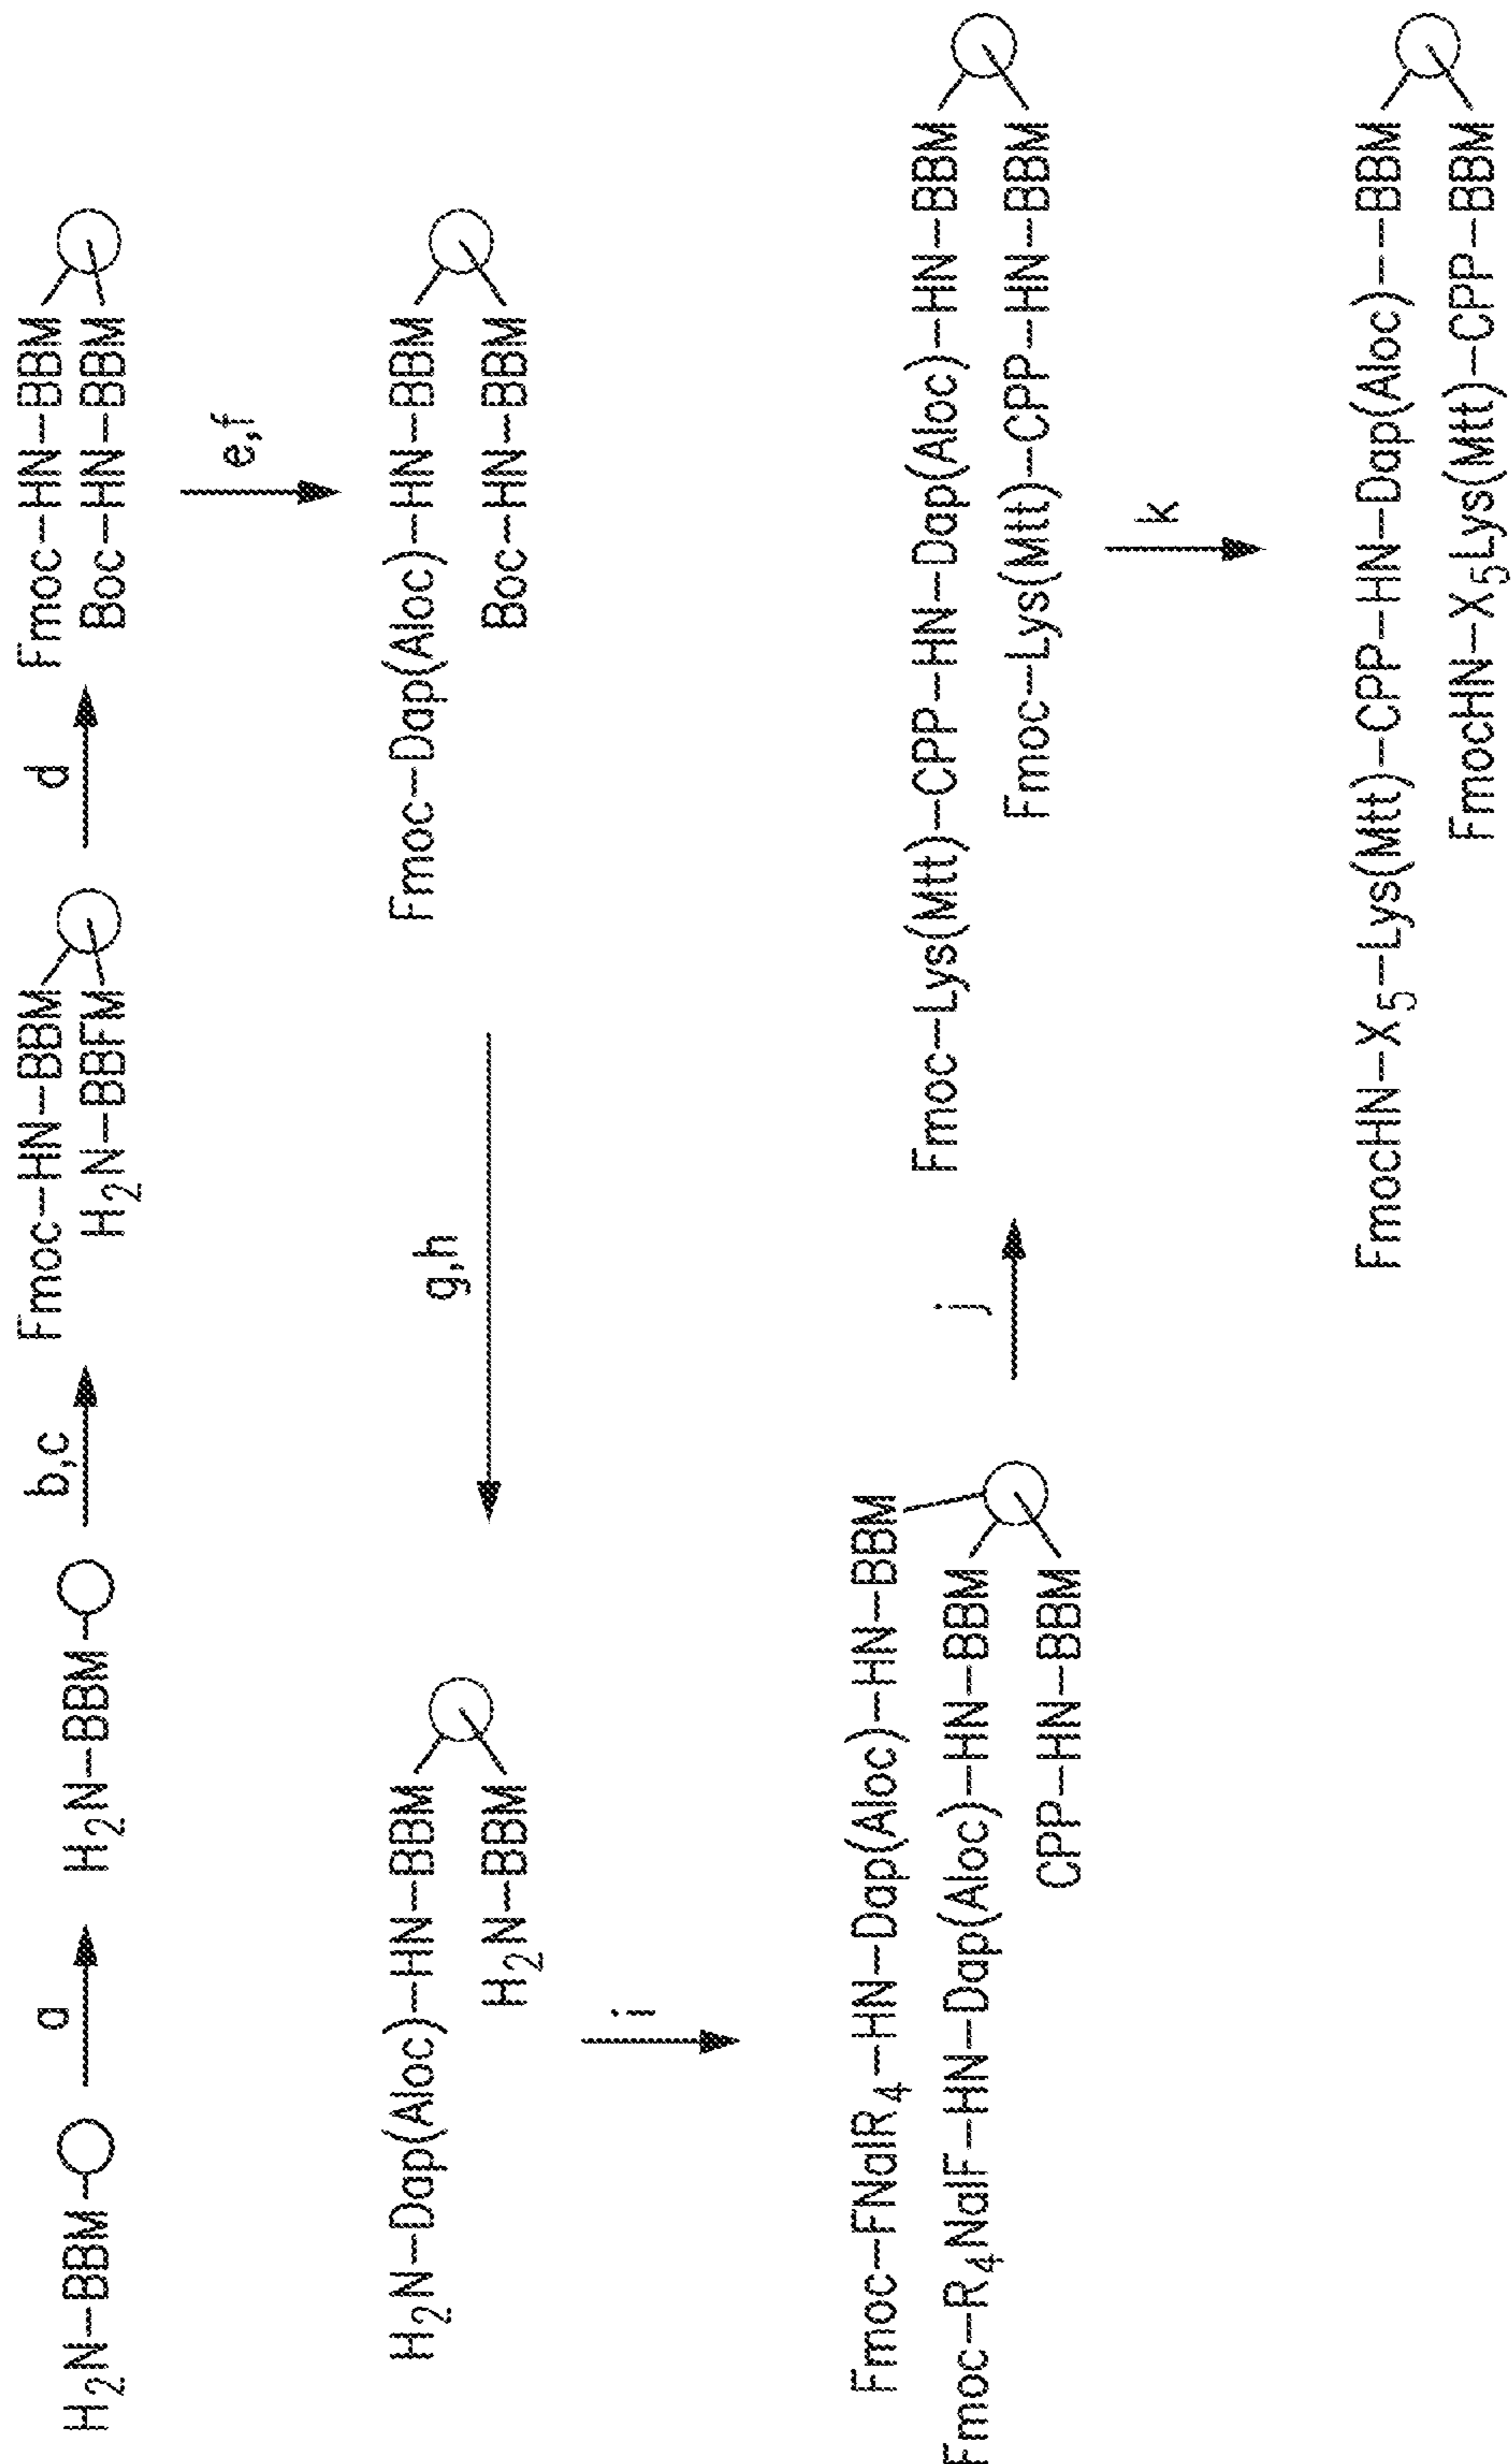 H₂N–BBM
a
H₂N–BBM
b,c
Fmoc–HN–BBM
H₂N–BBFM
d
Fmoc–HN–BBM
Boc–HN–BBM
e,f
Fmoc–Dap(Aloc)–HN–BBM
Boc–HN–BBM
g,h
H₂N–Dap(Aloc)–HN–BBM
H₂N–BBM
i
Fmoc–FNalR₄–HN–Dap(Aloc)–HN–BBM
Fmoc–R₄NalF–HN–Dap(Aloc)–HN–BBM
CPP–HN–BBM
j
Fmoc–Lys(Mtt)–CPP–HN–Dap(Aloc)–HN–BBM
Fmoc–Lys(Mtt)–CPP–HN–BBM
k
FmocHN–X₅–Lys(Mtt)–CPP–HN–Dap(Aloc)––BBM
FmocHN–X₅Lys(Mtt)–CPP–BBM